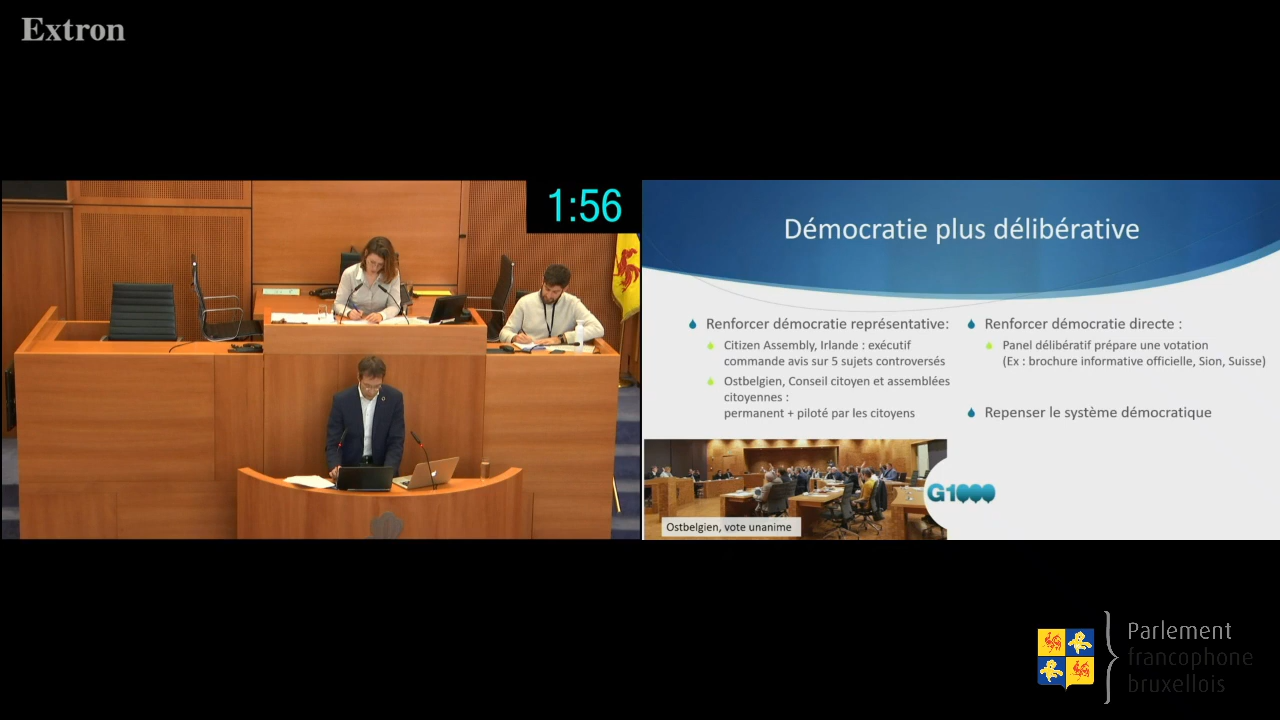 Extron
1:56
Démocratie plus délibérative
Renforcer démocratie représentative:
Citizen Assembly, Irlande : exécutif
commande avis sur 5 sujets controversés
Ostbelgien, Conseil citoyen et assemblées
citoyennes :
permanent + piloté par les citoyens
Renforcer démocratie directe :
Panel délibératif prépare une votation
(Ex : brochure informative officielle, Sion, Suisse)
Repenser le système démocratique
G1000
Ostbelgien, vote unanime
Parlement
francophone
bruxellois